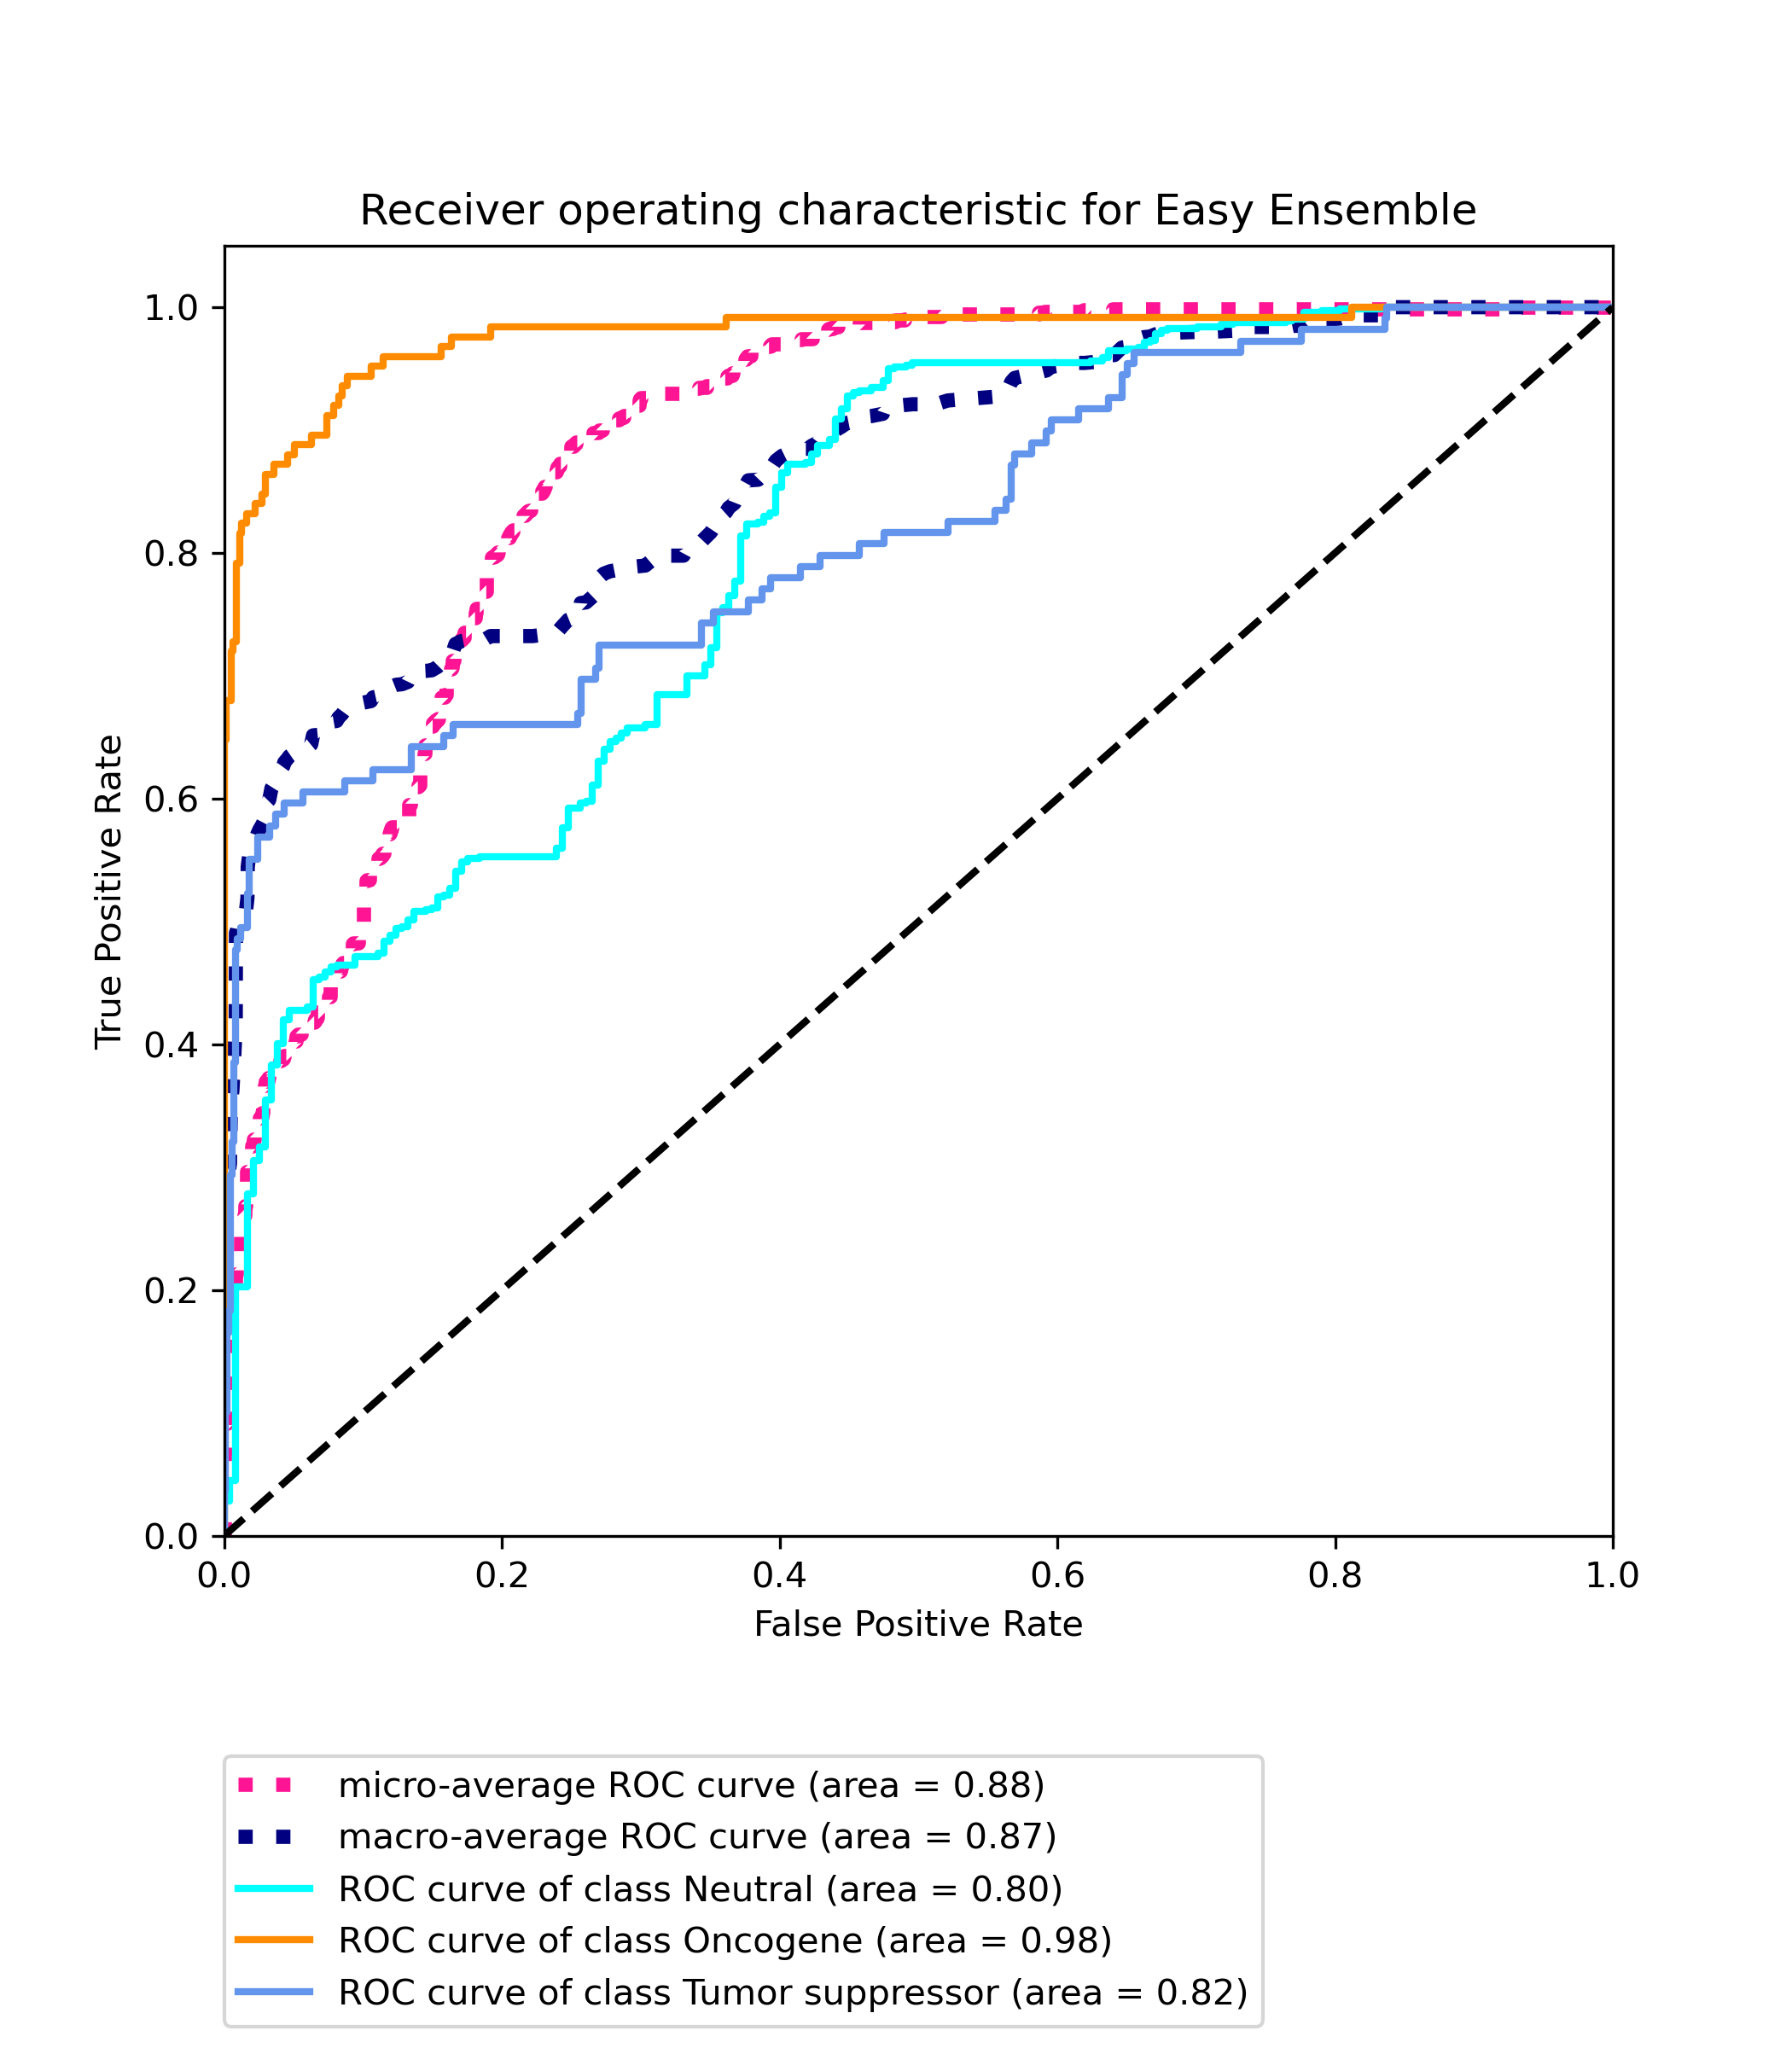 Receiver operating characteristic for Easy Ensemble
1.0
0.8
0.6
0.4
0.2
0.0
True Positive Rate
0.0 0.2 0.4 0.6 0.8 1.0
False Positive Rate
micro-average ROC curve (area = 0.88)
macro-average ROC curve (area = 0.87)
ROC curve of class Neutral (area = 0.80)
ROC curve of class Oncogene (area = 0.98)
ROC curve of class Tumor suppressor (area = 0.82)